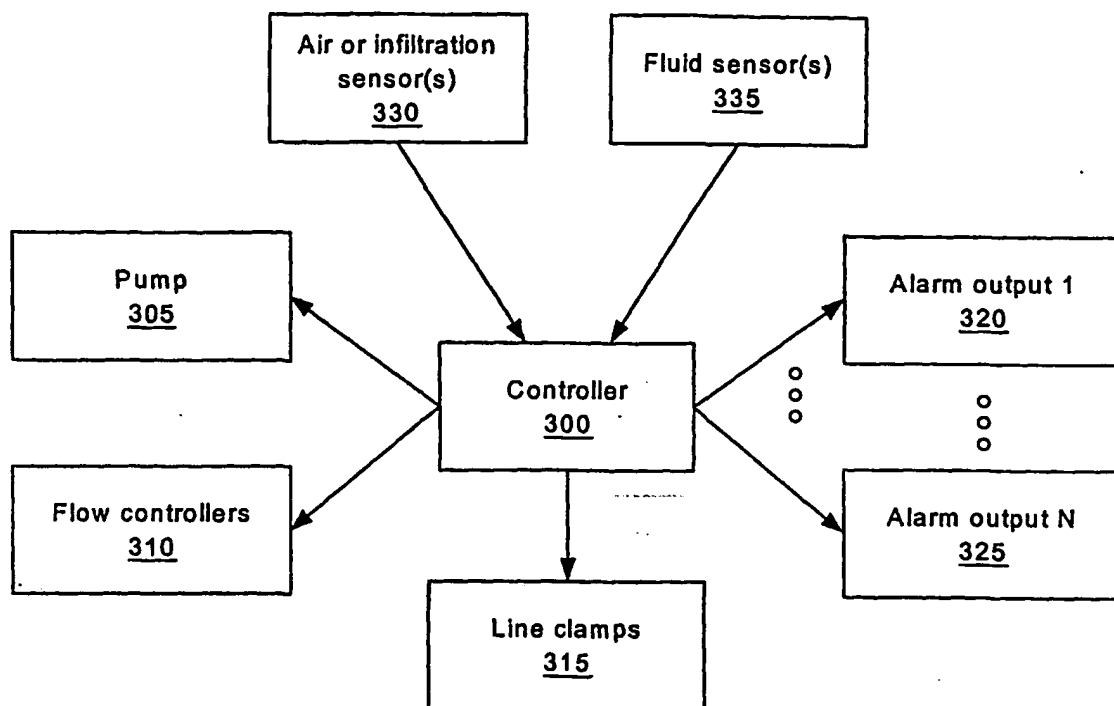 Air or infiltration
sensor(s)
330
Fluid sensor(s)
335
Pump
305
Alarm output 1
320
Controller
300
Flow controllers
310
Alarm output N
325
Line clamps
315